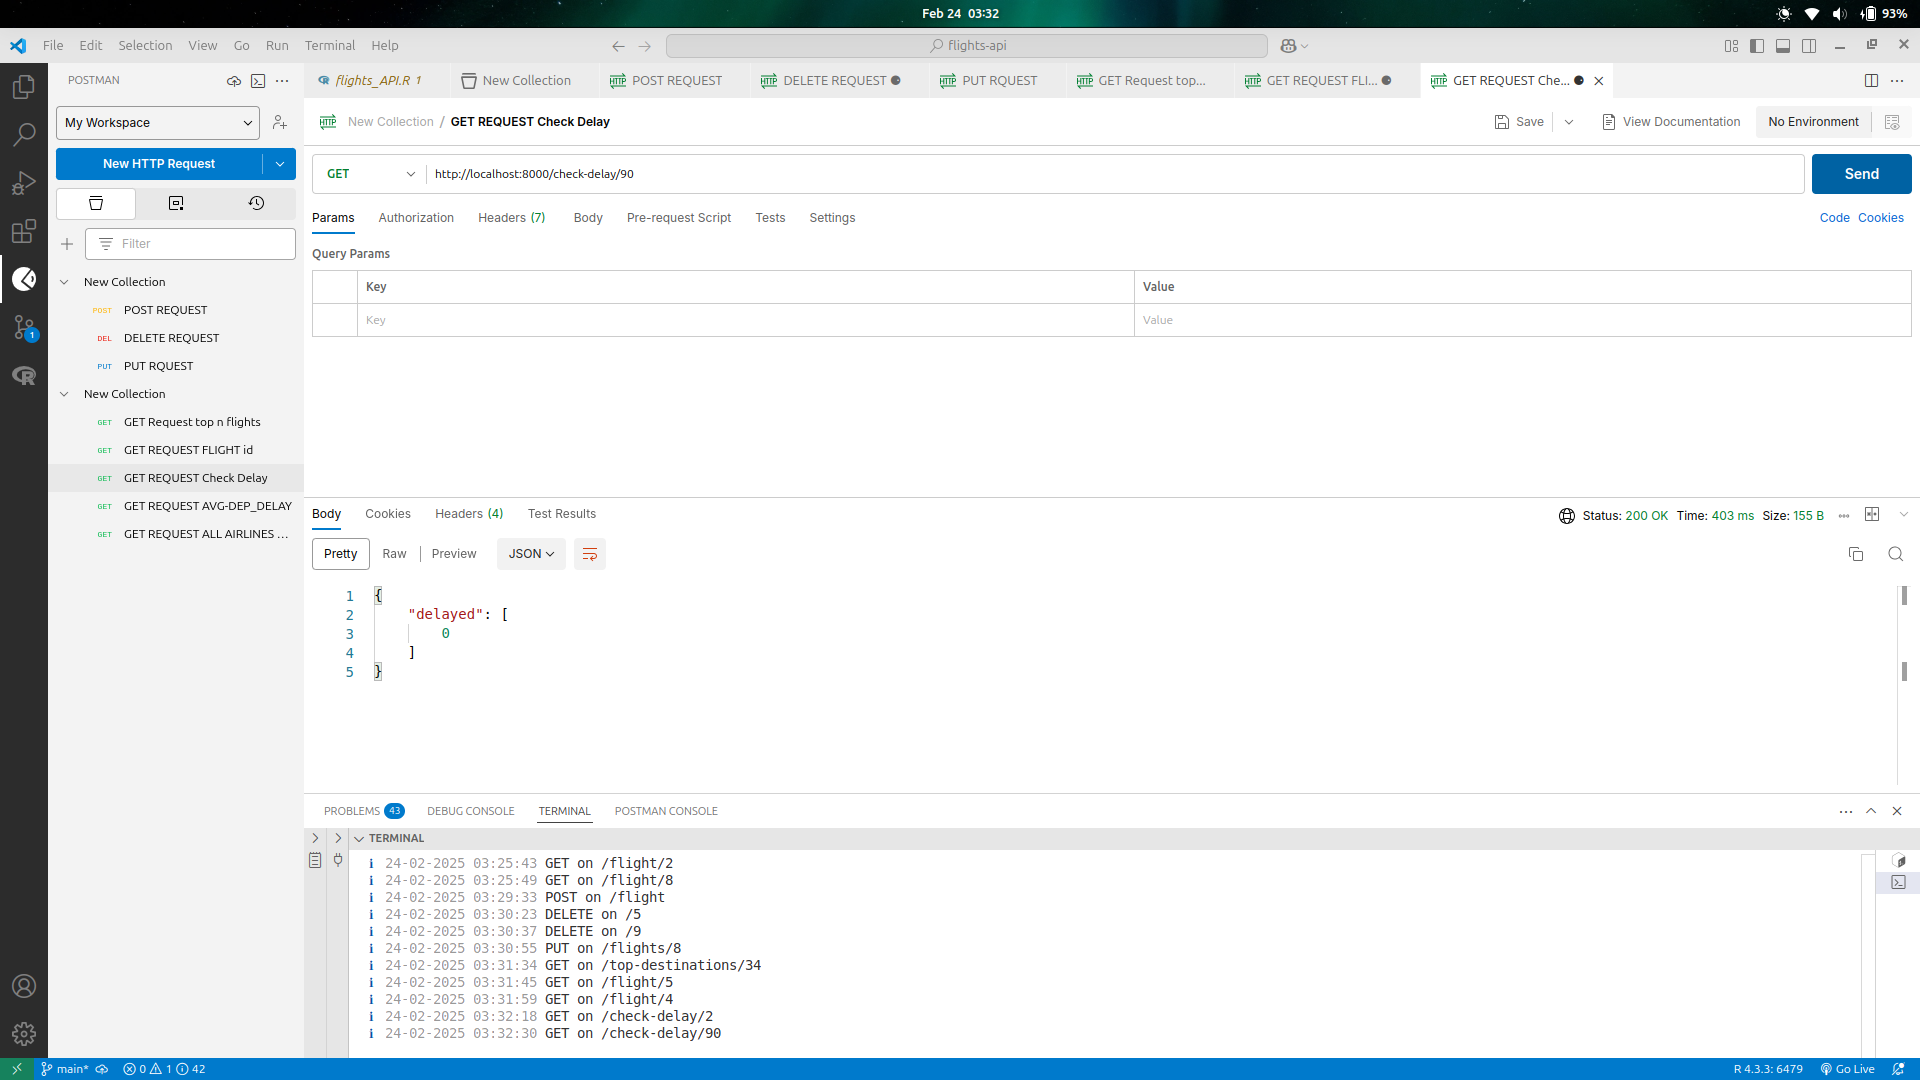 Feb 24 03:32
93%
File Edit Selection View Go Run Terminal Help
flights-api
POSTMAN
flights_API.R 1
New Collection
POST REQUEST
DELETE REQUEST
PUT RQUEST
GET Request top...
GET REQUEST FLI...
GET REQUEST Che...
My Workspace
New Collection / GET REQUEST Check Delay
Save
View Documentation
No Environment
New HTTP Request
GET
http://localhost:8000/check-delay/90
Send
Params Authorization Headers (7) Body Pre-request Script Tests Settings
Code Cookies
Filter
Query Params
Key Value
Key Value
New Collection
POST POST REQUEST
DEL DELETE REQUEST
PUT PUT RQUEST
New Collection
GET GET Request top n flights
GET GET REQUEST FLIGHT id
GET GET REQUEST Check Delay
GET GET REQUEST AVG-DEP_DELAY
GET GET REQUEST ALL AIRLINES ...
Body Cookies Headers (4) Test Results
Status: 200 OK Time: 403 ms Size: 155 B
Pretty Raw Preview JSON
1 {
2 "delayed": [
3 0
4 ]
5 }
PROBLEMS 43 DEBUG CONSOLE TERMINAL POSTMAN CONSOLE
TERMINAL
i 24-02-2025 03:25:43 GET on /flight/2
i 24-02-2025 03:25:49 GET on /flight/8
i 24-02-2025 03:29:33 POST on /flight
i 24-02-2025 03:30:23 DELETE on /5
i 24-02-2025 03:30:37 DELETE on /9
i 24-02-2025 03:30:55 PUT on /flights/8
i 24-02-2025 03:31:34 GET on /top-destinations/34
i 24-02-2025 03:31:45 GET on /flight/5
i 24-02-2025 03:31:59 GET on /flight/4
i 24-02-2025 03:32:18 GET on /check-delay/2
i 24-02-2025 03:32:30 GET on /check-delay/90
1
main* 0 1 42
R 4.3.3: 6479 Go Live